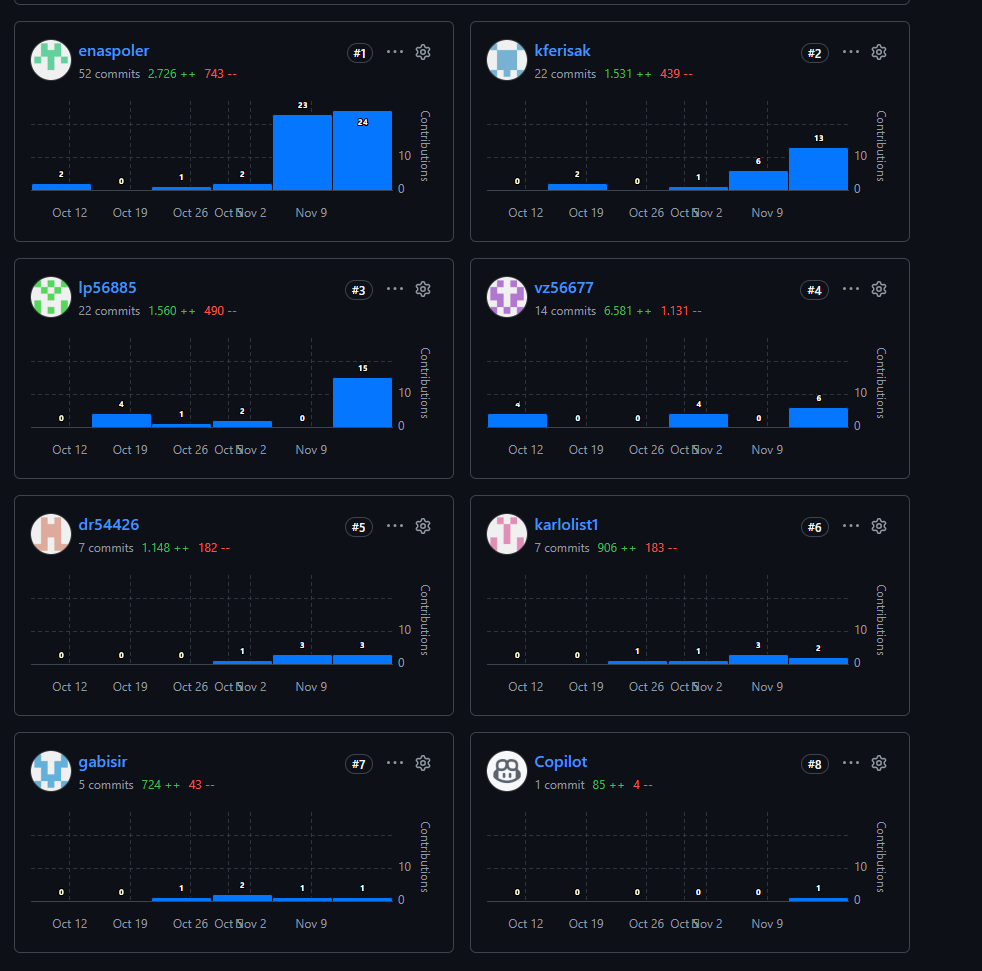 enaspoler #1 ···
52 commits 2.726 ++ 743 --
23
24
2
0
1
2
Contributions
10
0
Oct 12 Oct 19 Oct 26 Oct Nov 2 Nov 9
kferisak #2 ···
22 commits 1.531 ++ 439 --
0
2
0
1
6
13
Contributions
10
0
Oct 12 Oct 19 Oct 26 Oct Nov 2 Nov 9
lp56885 #3 ···
22 commits 1.560 ++ 490 --
0
4
1
2
0
15
Contributions
10
0
Oct 12 Oct 19 Oct 26 Oct Nov 2 Nov 9
vz56677 #4 ···
14 commits 6.581 ++ 1.131 --
4
0
0
4
0
6
Contributions
10
0
Oct 12 Oct 19 Oct 26 Oct Nov 2 Nov 9
dr54426 #5 ···
7 commits 1.148 ++ 182 --
0
0
0
1
3
3
Contributions
10
0
Oct 12 Oct 19 Oct 26 Oct Nov 2 Nov 9
karlolist1 #6 ···
7 commits 906 ++ 183 --
0
0
1
1
3
2
Contributions
10
0
Oct 12 Oct 19 Oct 26 Oct Nov 2 Nov 9
gabisir #7 ···
5 commits 724 ++ 43 --
0
0
1
2
1
1
Contributions
10
0
Oct 12 Oct 19 Oct 26 Oct Nov 2 Nov 9
Copilot #8 ···
1 commit 85 ++ 4 --
0
0
0
0
0
1
Contributions
10
0
Oct 12 Oct 19 Oct 26 Oct Nov 2 Nov 9